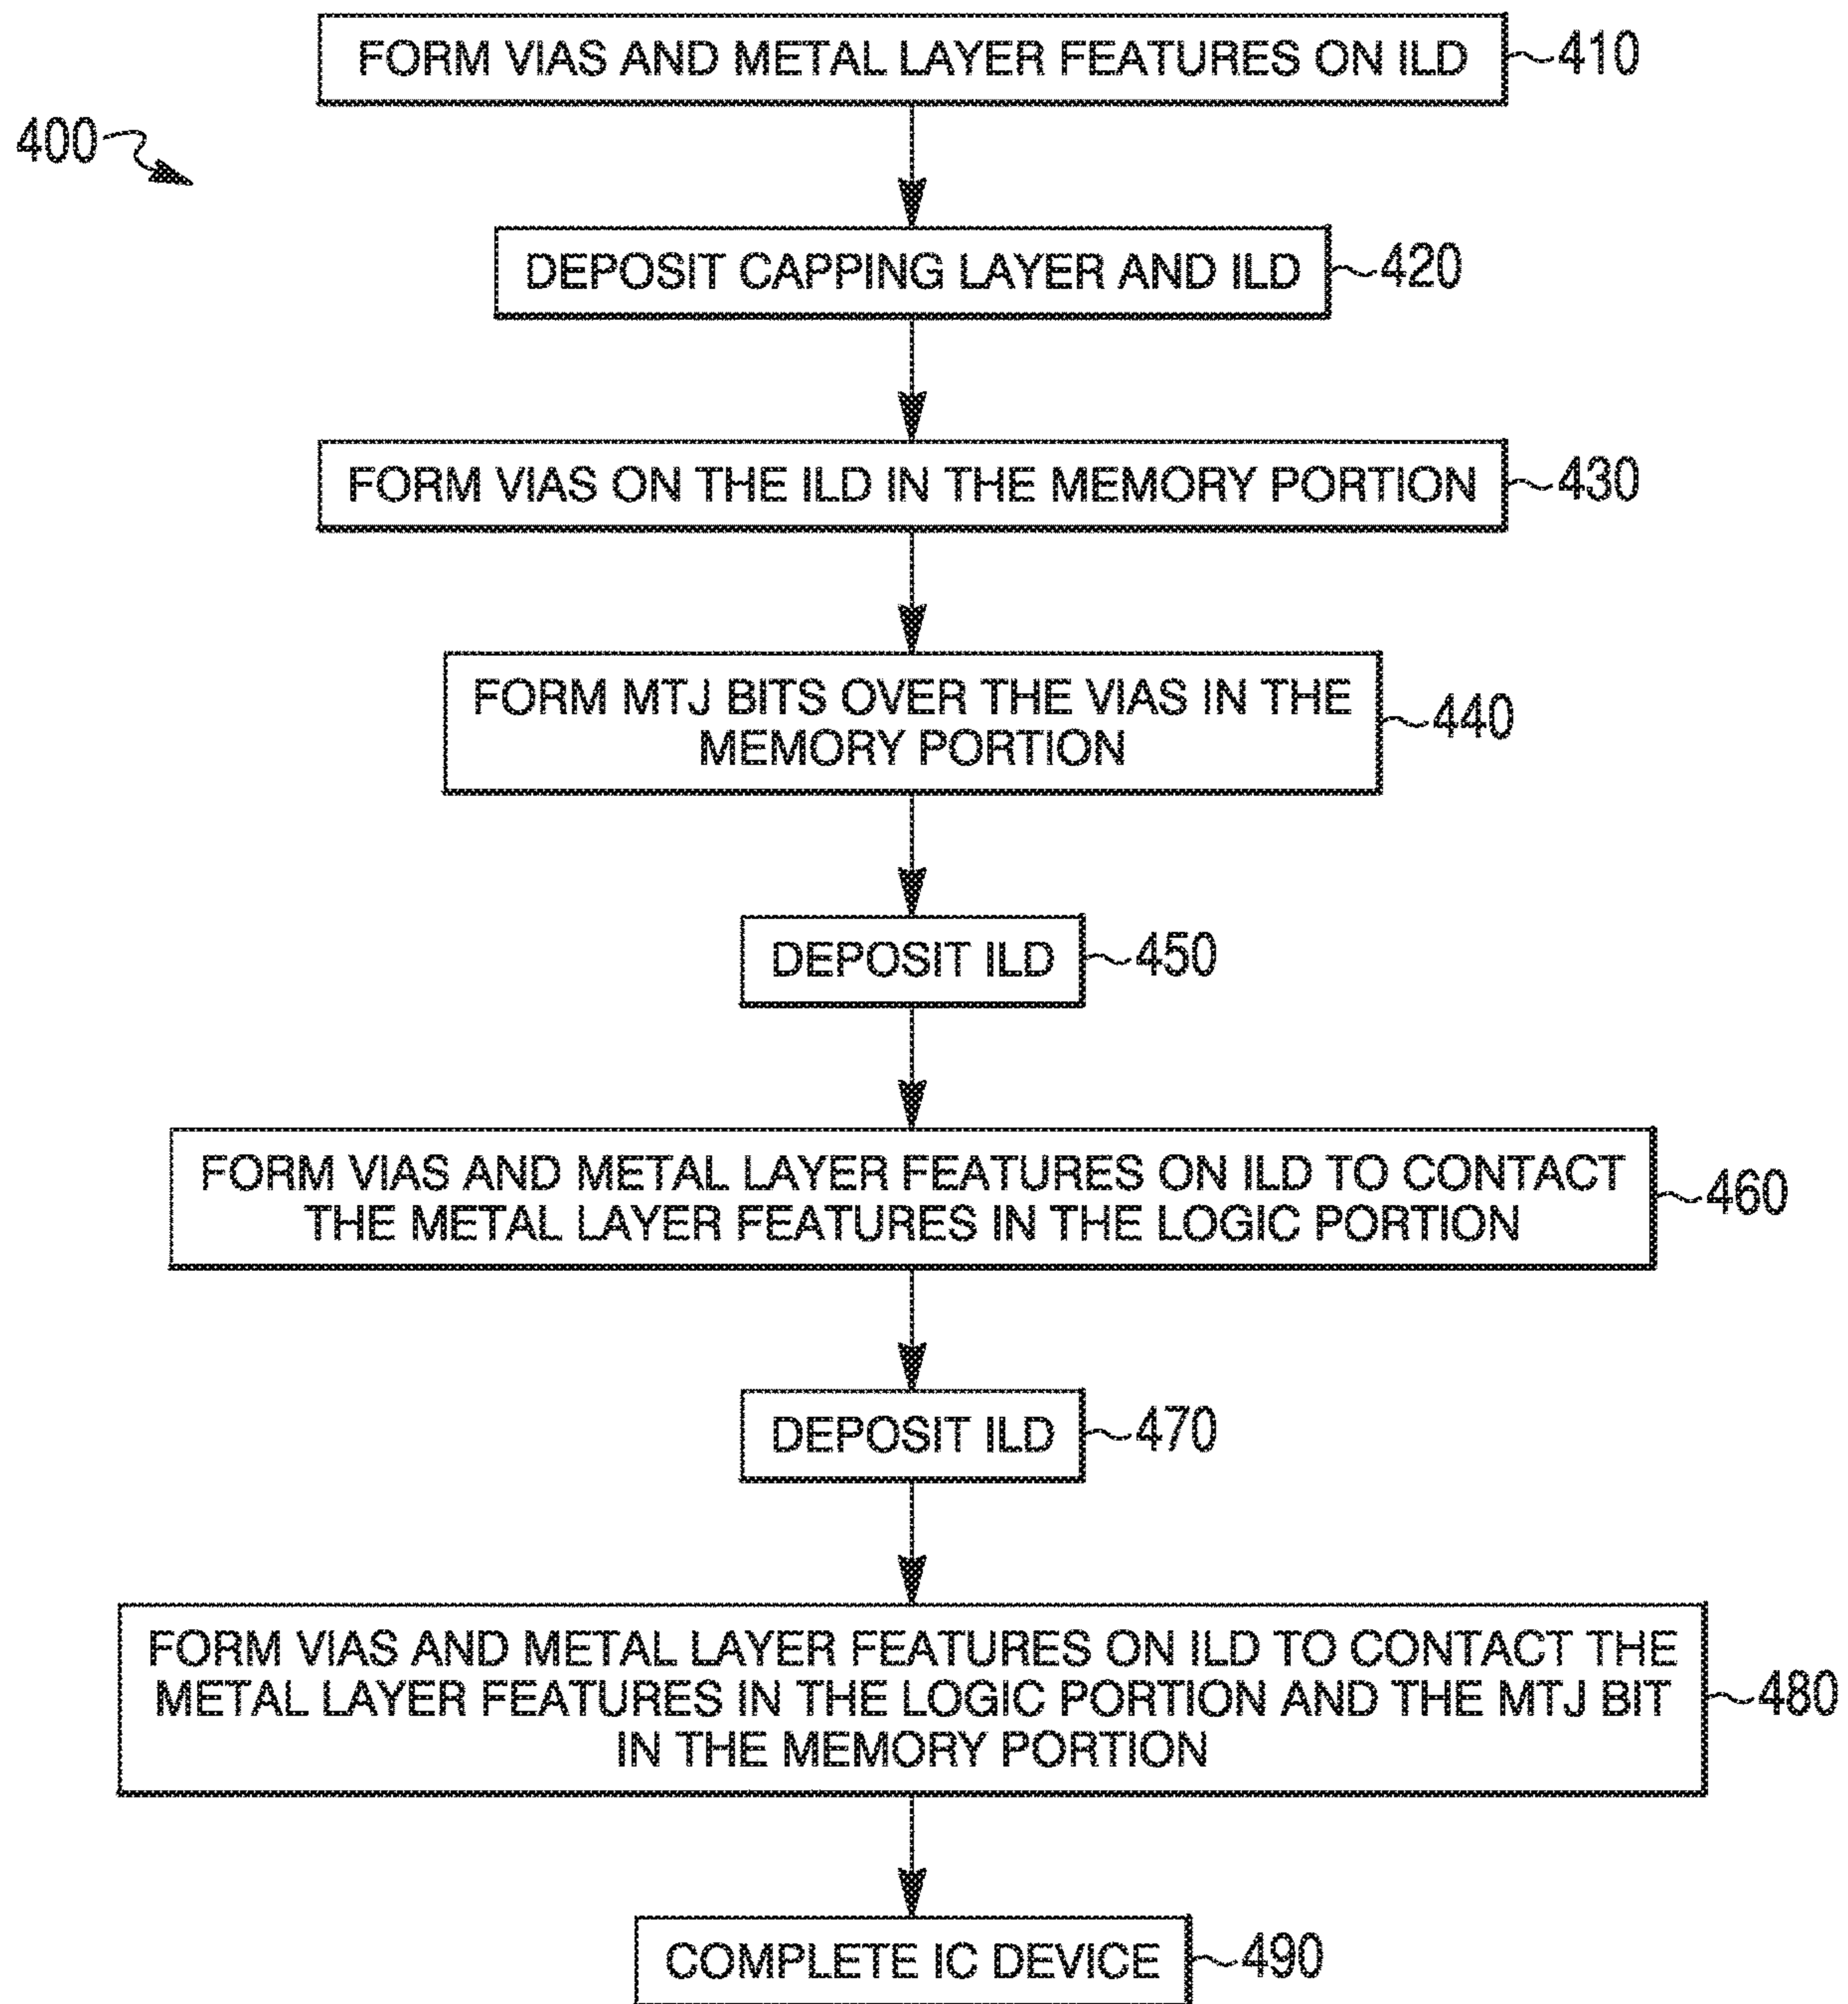 FORM VIAS AND METAL LAYER FEATURES ON ILD
410
400
DEPOSIT CAPPING LAYER AND ILD
420
FORM VIAS ON THE ILD IN THE MEMORY PORTION
430
FORM MTJ BITS OVER THE VIAS IN THE
MEMORY PORTION
440
DEPOSIT ILD
450
FORM VIAS AND METAL LAYER FEATURES ON ILD TO CONTACT
THE METAL LAYER FEATURES IN THE LOGIC PORTION
460
DEPOSIT ILD
470
FORM VIAS AND METAL LAYER FEATURES ON ILD TO CONTACT THE
METAL LAYER FEATURES IN THE LOGIC PORTION AND THE MTJ BIT
IN THE MEMORY PORTION
480
COMPLETE IC DEVICE
490